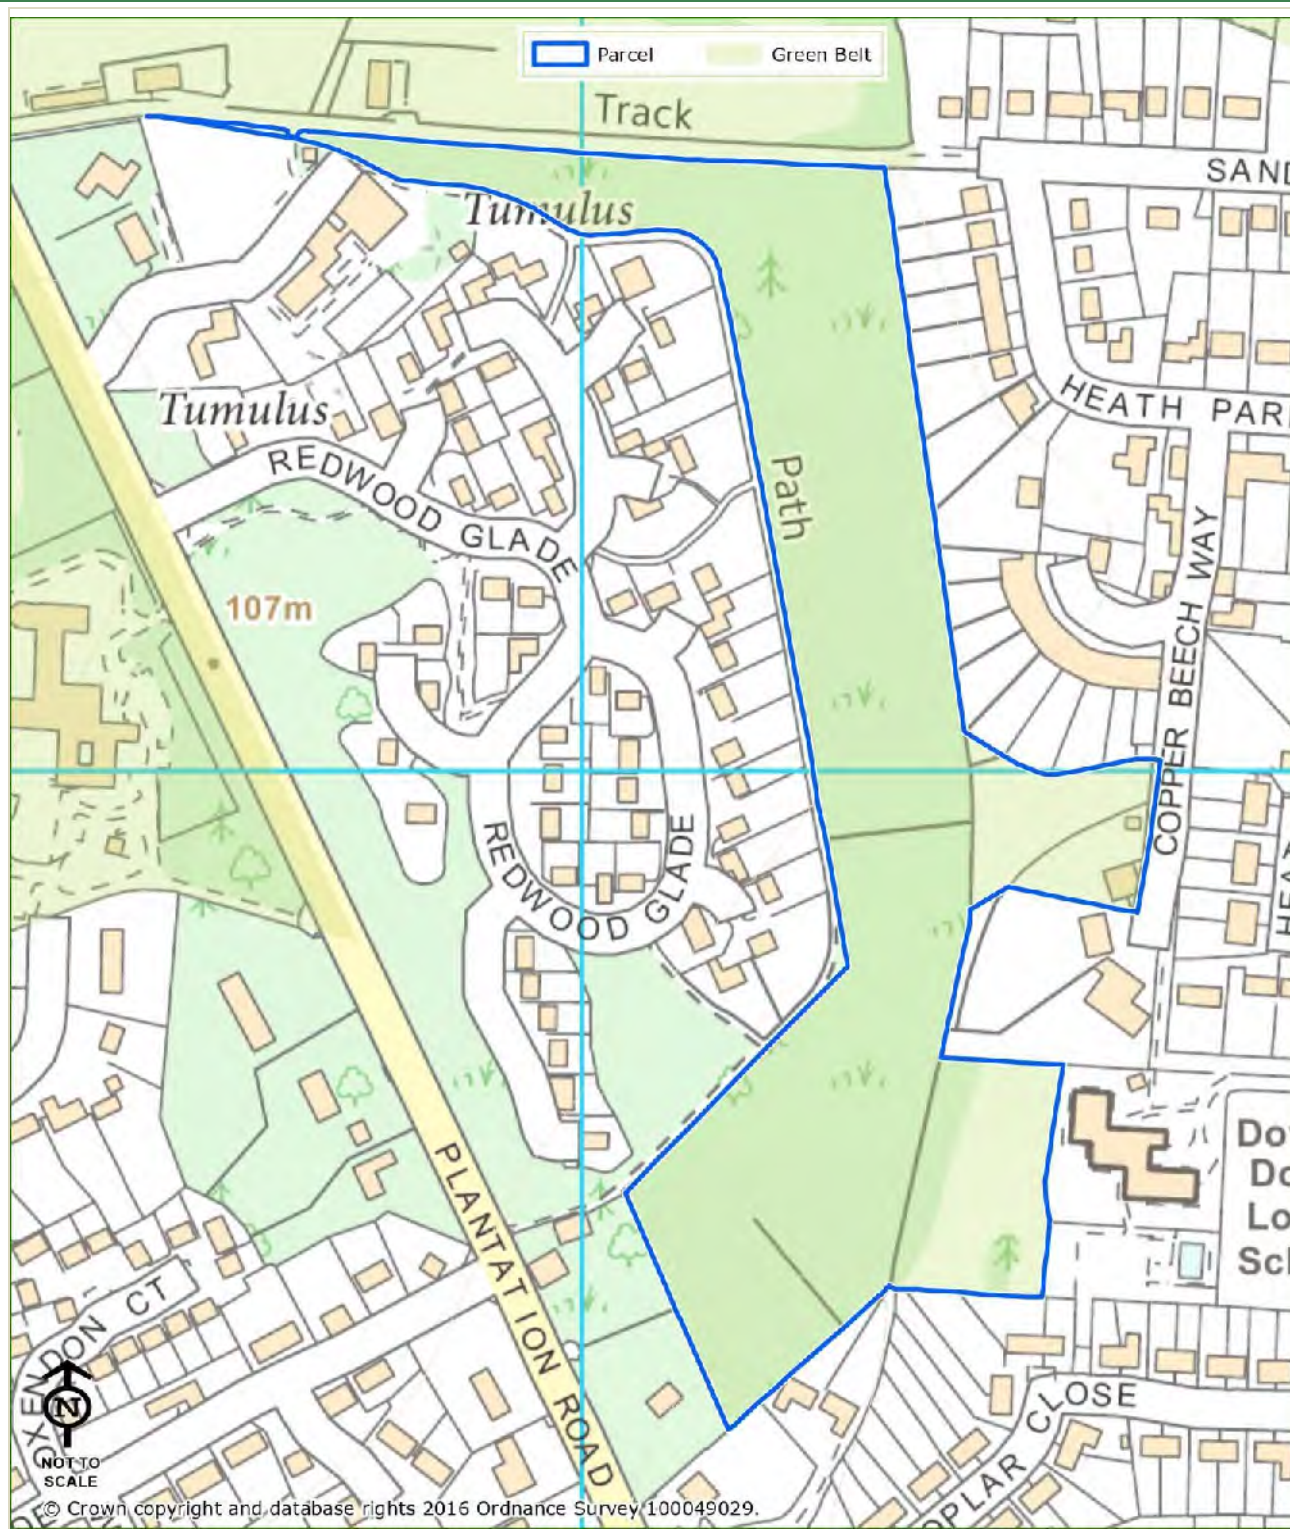 Parcel
Green Belt
Track
SAND
Tumulus
HEATH PARK
Tumulus
REDWOOD GLADE
Path
107m
COPPER BEECH WAY
REDWOOD GLADE
HEAT
Do
Do
Lo
Sc
PLANTATION ROAD
OXENDON CT
POPLAR CLOSE
N
NOT TO
SCALE
© Crown copyright and database rights 2016 Ordnance Survey 100049029.